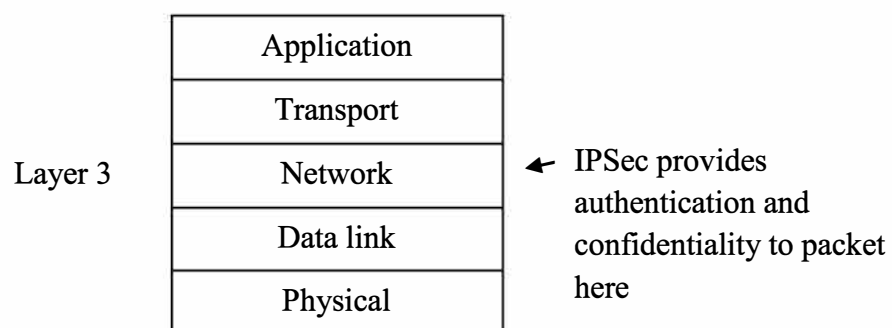 Application
Transport
Layer 3
Network
IPSec provides
authentication and
confidentiality to packet
here
Data link
Physical